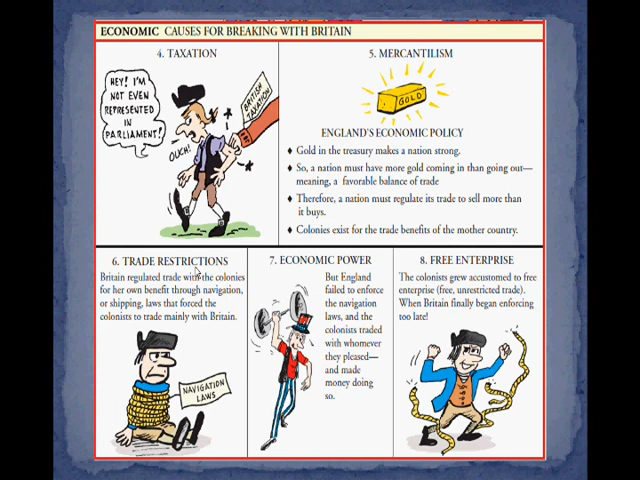 ECONOMIC CAUSES FOR BREAKING WITH BRITAIN
4. TAXATION
HEY! I'M
NOT EVEN
REPRESENTED
IN
PARLIAMENT!
OUCH!
BRITISH
TAXATION
5. MERCANTILISM
GOLD
ENGLAND'S ECONOMIC POLICY
♦ Gold in the treasury makes a nation strong.
♦ So, a nation must have more gold coming in than going out—
meaning, a favorable balance of trade
♦ Therefore, a nation must regulate its trade to sell more than
it buys.
♦ Colonies exist for the trade benefits of the mother country.
6. TRADE RESTRICTIONS
Britain regulated trade with the colonies
for her own benefit through navigation,
or shipping, laws that forced the
colonists to trade mainly with Britain.
NAVIGATION
LAWS
7. ECONOMIC POWER
But England
failed to enforce
the navigation
laws, and the
colonists traded
with whomever
they pleased—
and made
money doing
so.
8. FREE ENTERPRISE
The colonists grew accustomed to free
enterprise (free, unrestricted trade).
When Britain finally began enforcing
too late!